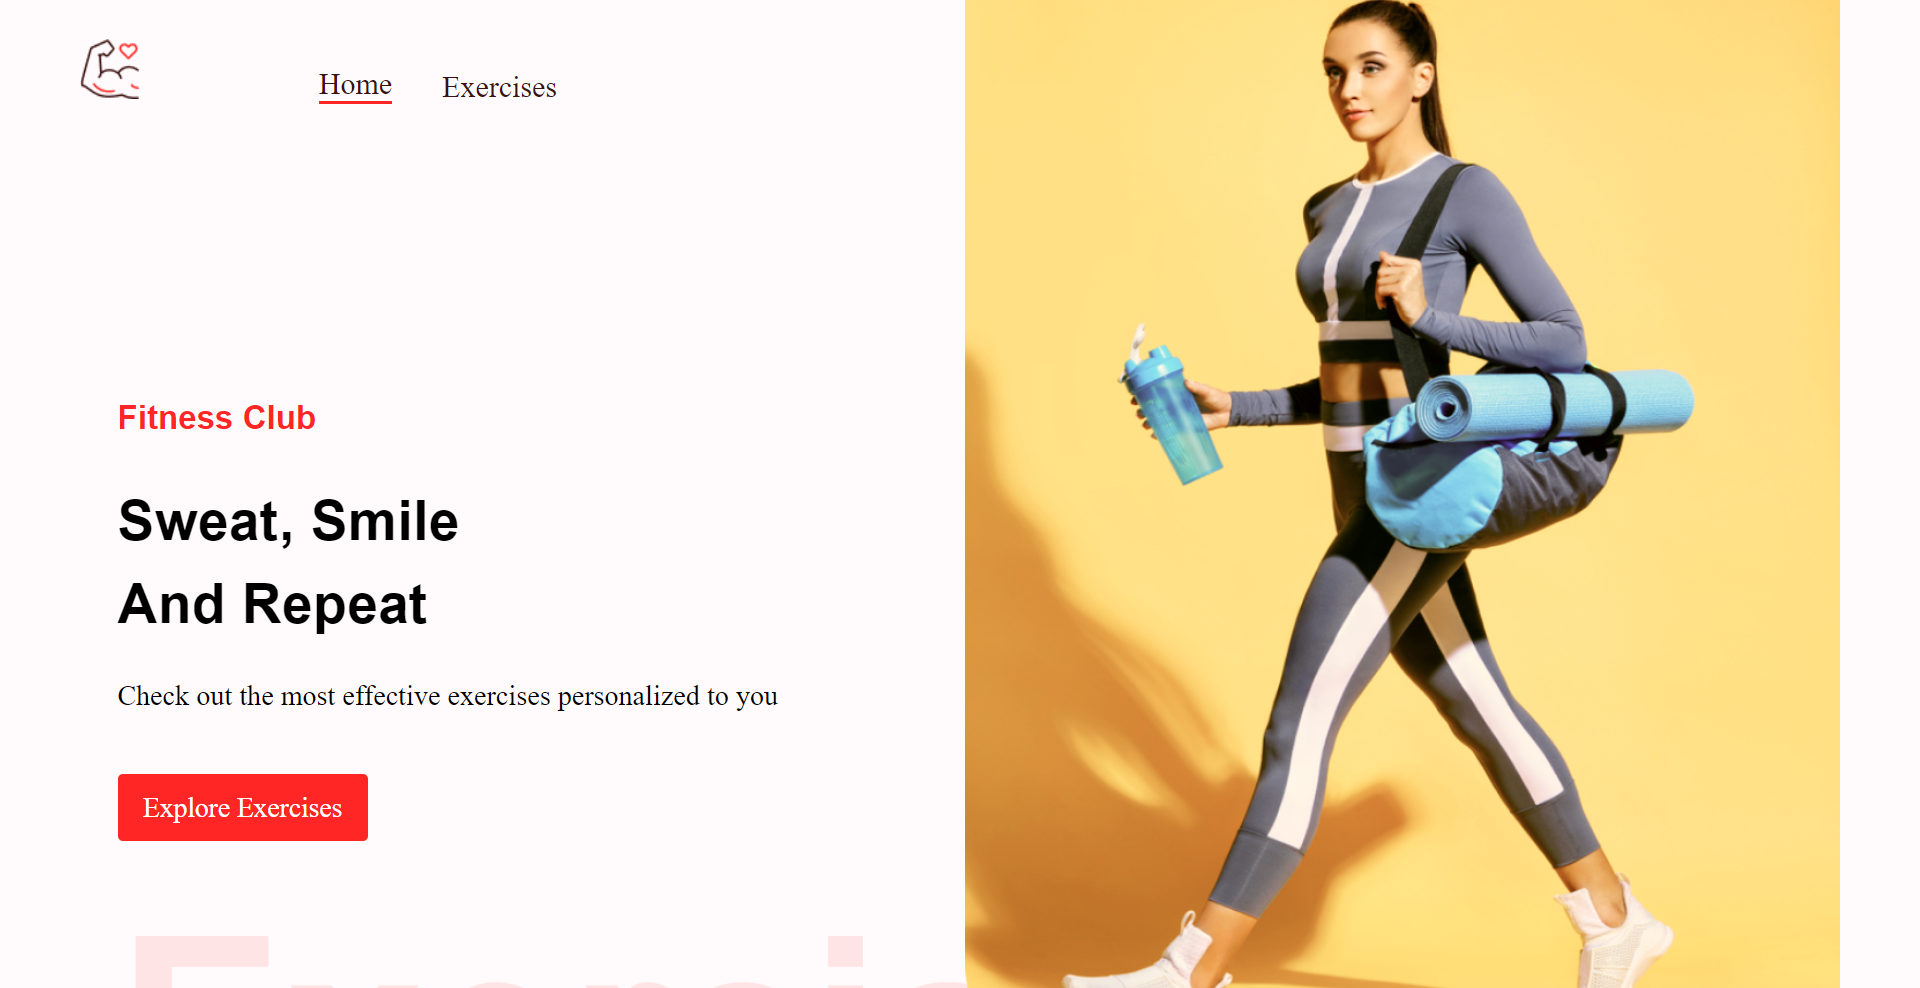 Home Exercises
Fitness Club
Sweat, Smile
And Repeat
Check out the most effective exercises personalized to you
Explore Exercises